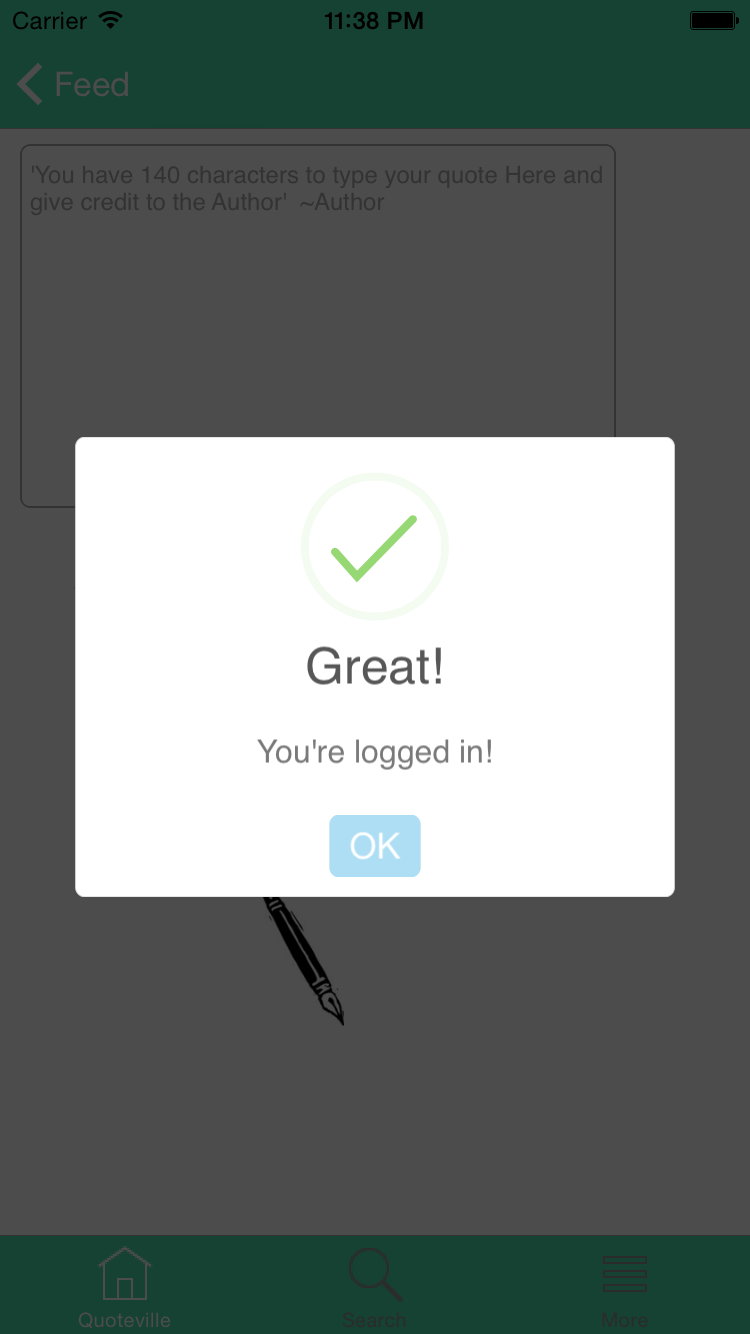 Carrier 11:38 PM
Feed
'You have 140 characters to type your quote Here and
give credit to the Author'  ~Author
Great!
You're logged in!
OK
Quoteville Search More